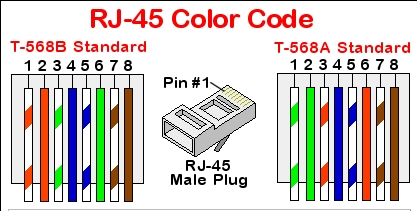 RJ-45 Color Code
T-568B Standard
1 2 3 4 5 6 7 8
Pin #1
RJ-45
Male Plug
T-568A Standard
1 2 3 4 5 6 7 8